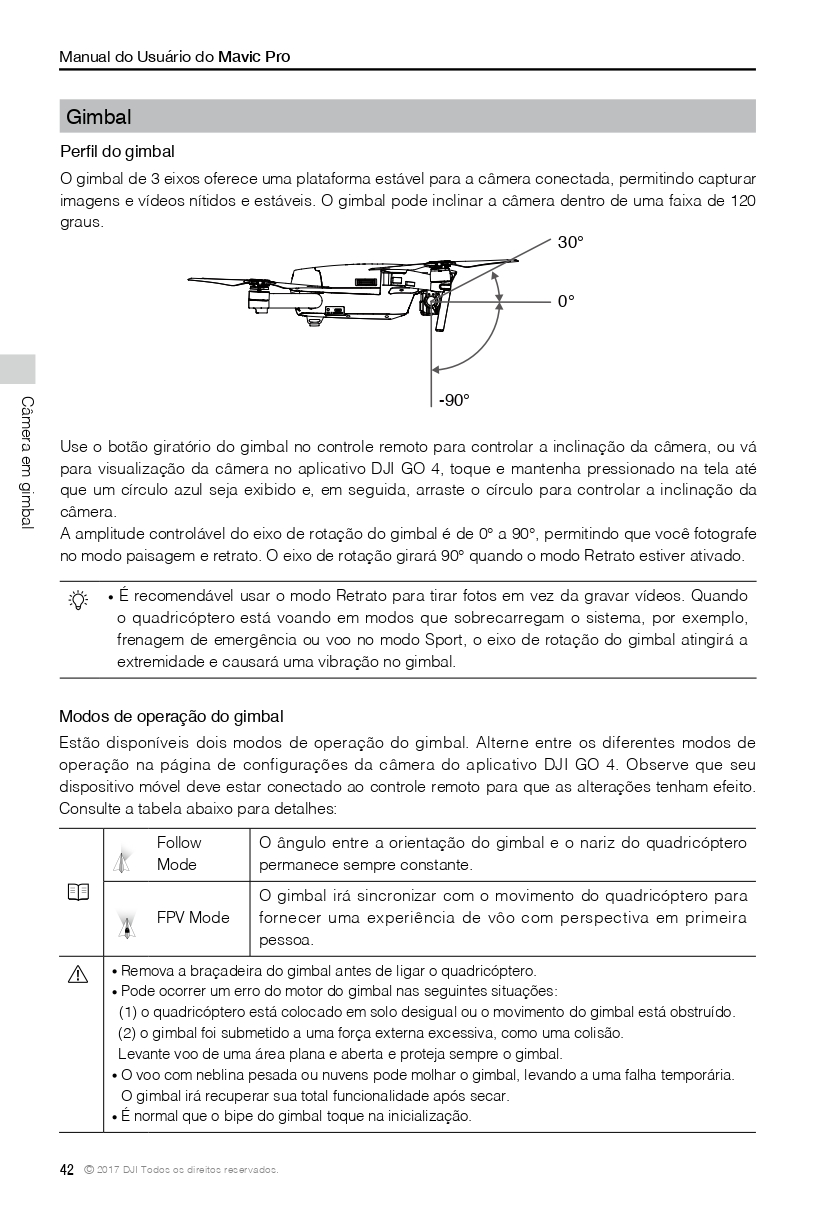 Manual do Usuário do Mavic Pro
Gimbal
Perfil do gimbal
O gimbal de 3 eixos oferece uma plataforma estável para a câmera conectada, permitindo capturar
imagens e vídeos nítidos e estáveis. O gimbal pode inclinar a câmera dentro de uma faixa de 120
graus.
30°
0°
-90°
Câmera em gimbal
Use o botão giratório do gimbal no controle remoto para controlar a inclinação da câmera, ou vá
para visualização da câmera no aplicativo DJI GO 4, toque e mantenha pressionado na tela até
que um círculo azul seja exibido e, em seguida, arraste o círculo para controlar a inclinação da
câmera.
A amplitude controlável do eixo de rotação do gimbal é de 0° a 90°, permitindo que você fotografe
no modo paisagem e retrato. O eixo de rotação girará 90° quando o modo Retrato estiver ativado.
• É recomendável usar o modo Retrato para tirar fotos em vez da gravar vídeos. Quando
o quadricóptero está voando em modos que sobrecarregam o sistema, por exemplo,
frenagem de emergência ou voo no modo Sport, o eixo de rotação do gimbal atingirá a
extremidade e causará uma vibração no gimbal.
Modos de operação do gimbal
Estão disponíveis dois modos de operação do gimbal. Alterne entre os diferentes modos de
operação na página de configurações da câmera do aplicativo DJI GO 4. Observe que seu
dispositivo móvel deve estar conectado ao controle remoto para que as alterações tenham efeito.
Consulte a tabela abaixo para detalhes:
Follow
Mode
O ângulo entre a orientação do gimbal e o nariz do quadricóptero
permanece sempre constante.
FPV Mode
O gimbal irá sincronizar com o movimento do quadricóptero para
fornecer uma experiência de vôo com perspectiva em primeira
pessoa.
• Remova a braçadeira do gimbal antes de ligar o quadricóptero.
• Pode ocorrer um erro do motor do gimbal nas seguintes situações:
(1) o quadricóptero está colocado em solo desigual ou o movimento do gimbal está obstruído.
(2) o gimbal foi submetido a uma força externa excessiva, como uma colisão.
Levante voo de uma área plana e aberta e proteja sempre o gimbal.
• O voo com neblina pesada ou nuvens pode molhar o gimbal, levando a uma falha temporária.
O gimbal irá recuperar sua total funcionalidade após secar.
• É normal que o bipe do gimbal toque na inicialização.
42 © 2017 DJI Todos os direitos reservados.